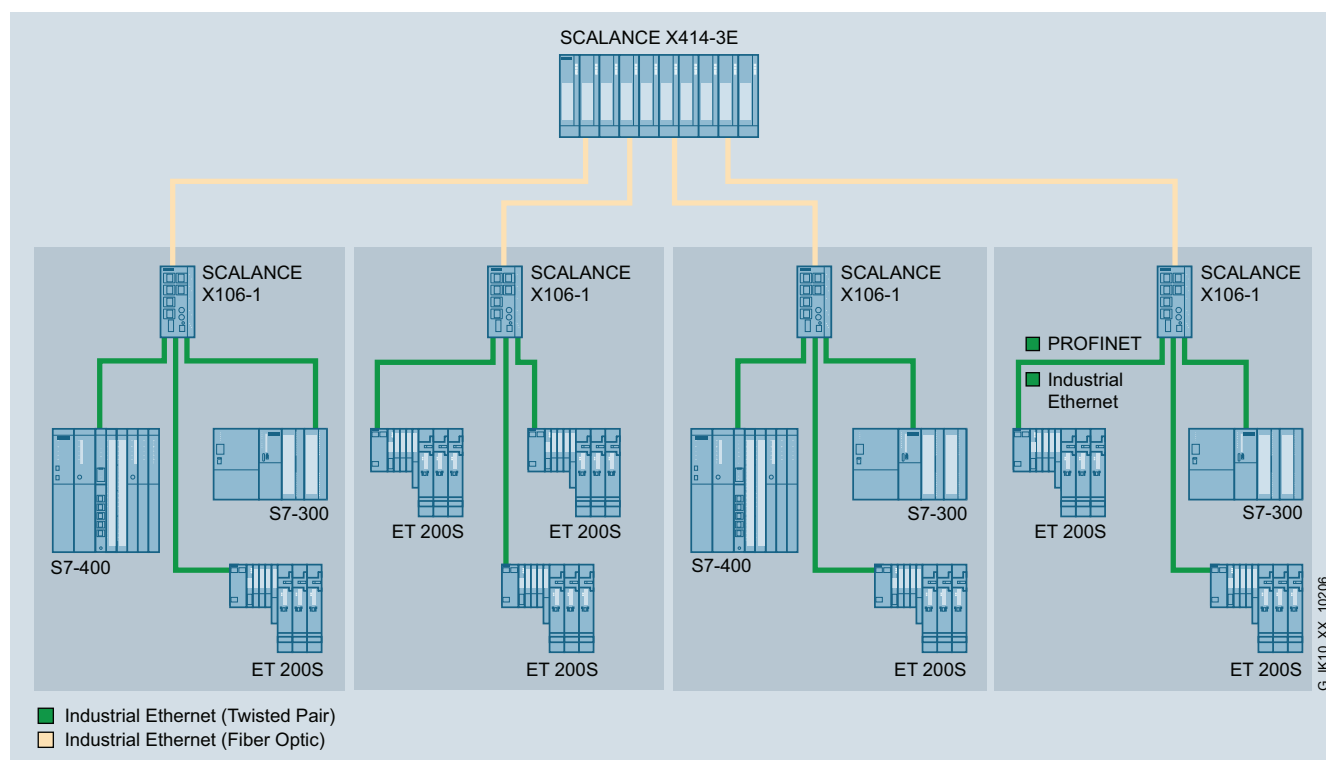 SCALANCE X414-3E
SCALANCE
X106-1
SCALANCE
X106-1
SCALANCE
X106-1
SCALANCE
X106-1
PROFINET
Industrial
Ethernet
S7-400
S7-300
ET 200S
ET 200S
ET 200S
ET 200S
S7-400
S7-300
ET 200S
ET 200S
S7-300
ET 200S
G_IK10_XX_10206
Industrial Ethernet (Twisted Pair)
Industrial Ethernet (Fiber Optic)